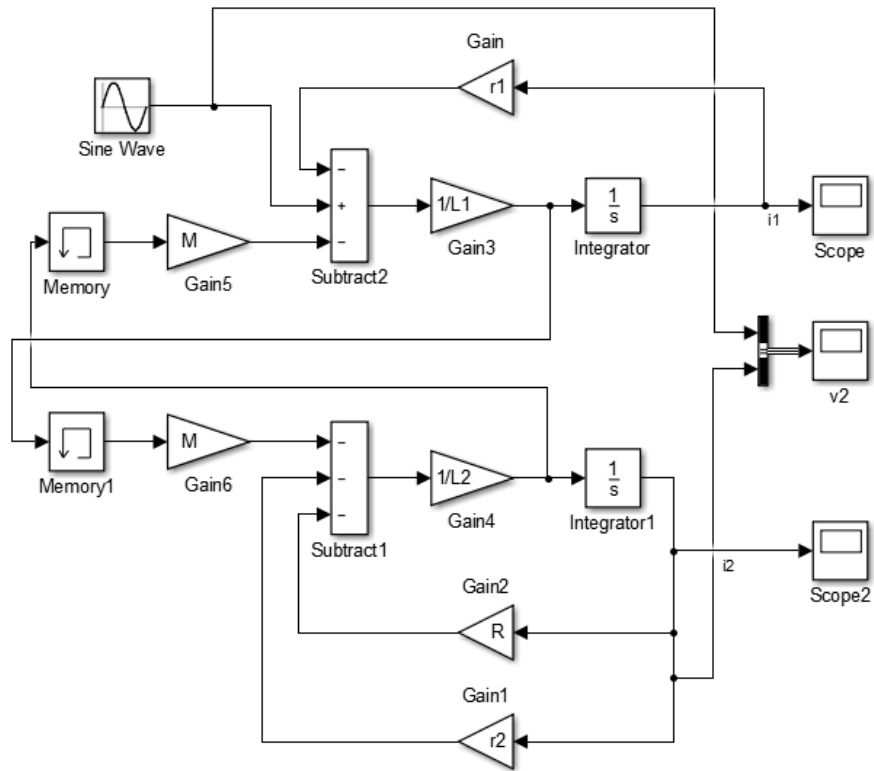 Gain
r1
Sine Wave
−
+
−
1/L1
1
s
i1
Scope
Memory
M
Gain5
Subtract2
Gain3
Integrator
v2
Memory1
M
Gain6
−
−
−
1/L2
1
s
Subtract1
Gain4
Integrator1
i2
Scope2
Gain2
R
Gain1
r2